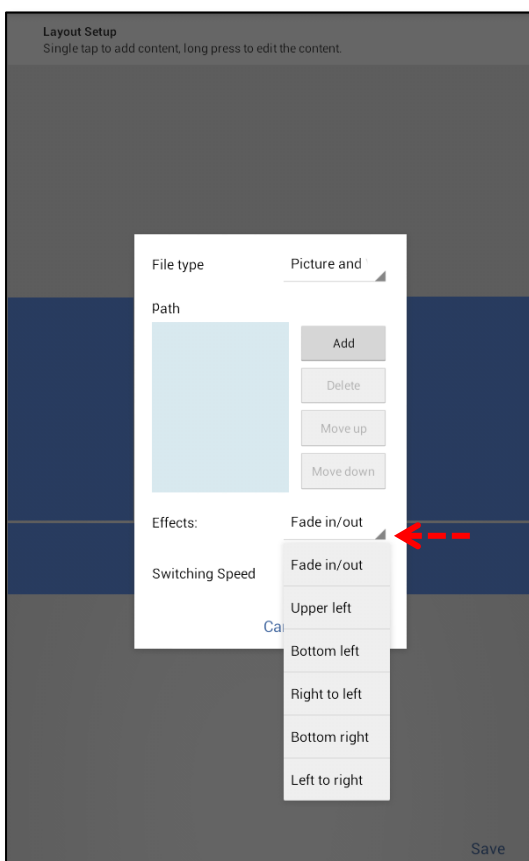 Layout Setup
Single tap to add content, long press to edit the content.
File type
Picture and
Path
Add
Delete
Move up
Move down
Effects:
Fade in/out
Switching Speed
Fade in/out
Upper left
Bottom left
Right to left
Bottom right
Left to right
Save